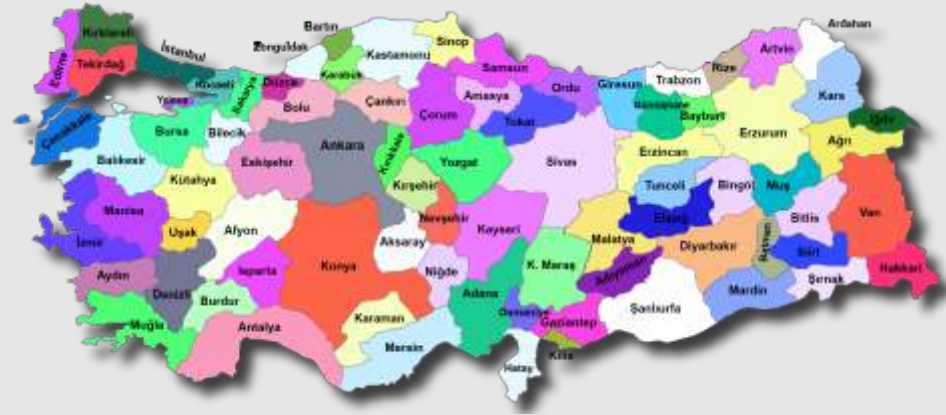 Kırklareli
Edirne
Tekirdağ
İstanbul
Kocaeli
Yalova
Sakarya
Düzce
Zonguldak
Bartın
Karabük
Kastamonu
Sinop
Samsun
Çankırı
Bolu
Çorum
Amasya
Tokat
Ordu
Giresun
Trabzon
Gümüşhane
Bayburt
Rize
Artvin
Ardahan
Kars
Iğdır
Ağrı
Erzurum
Erzincan
Çanakkale
Balıkesir
Bursa
Bilecik
Eskişehir
Kütahya
Ankara
Kırıkkale
Kırşehir
Yozgat
Sivas
Tunceli
Bingöl
Muş
Elazığ
Bitlis
Van
Manisa
İzmir
Uşak
Afyon
Konya
Aksaray
Nevşehir
Kayseri
Niğde
Malatya
Adıyaman
Diyarbakır
Batman
Siirt
Şırnak
Hakkari
Aydın
Denizli
Isparta
Burdur
Muğla
Antalya
Karaman
Mersin
Adana
K. Maraş
Osmaniye
Gaziantep
Kilis
Hatay
Şanlıurfa
Mardin